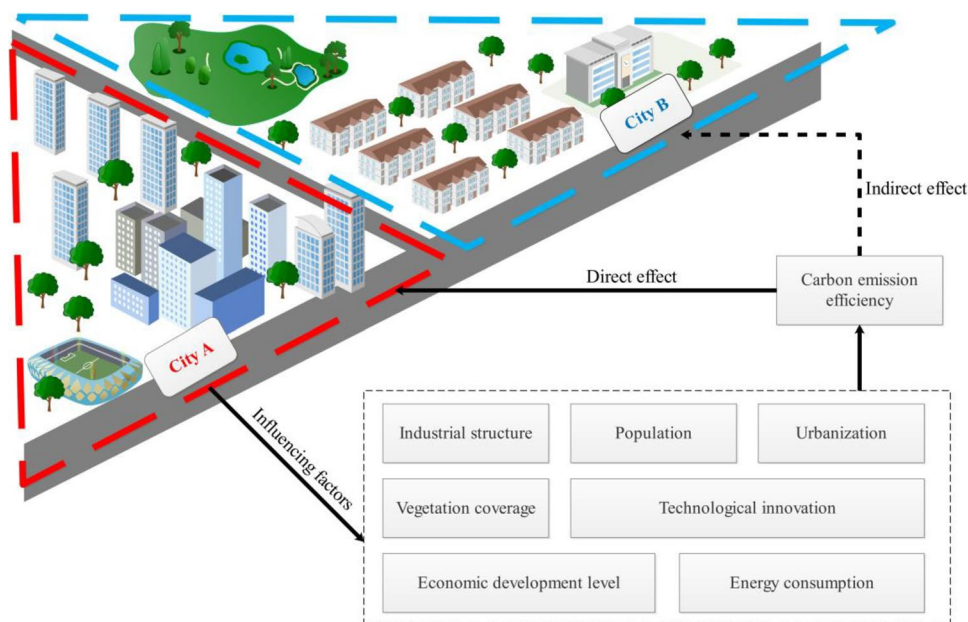 City B
Indirect effect
Direct effect
Carbon emission
efficiency
City A
Influencing factors
Industrial structure
Population
Urbanization
Vegetation coverage
Technological innovation
Economic development level
Energy consumption